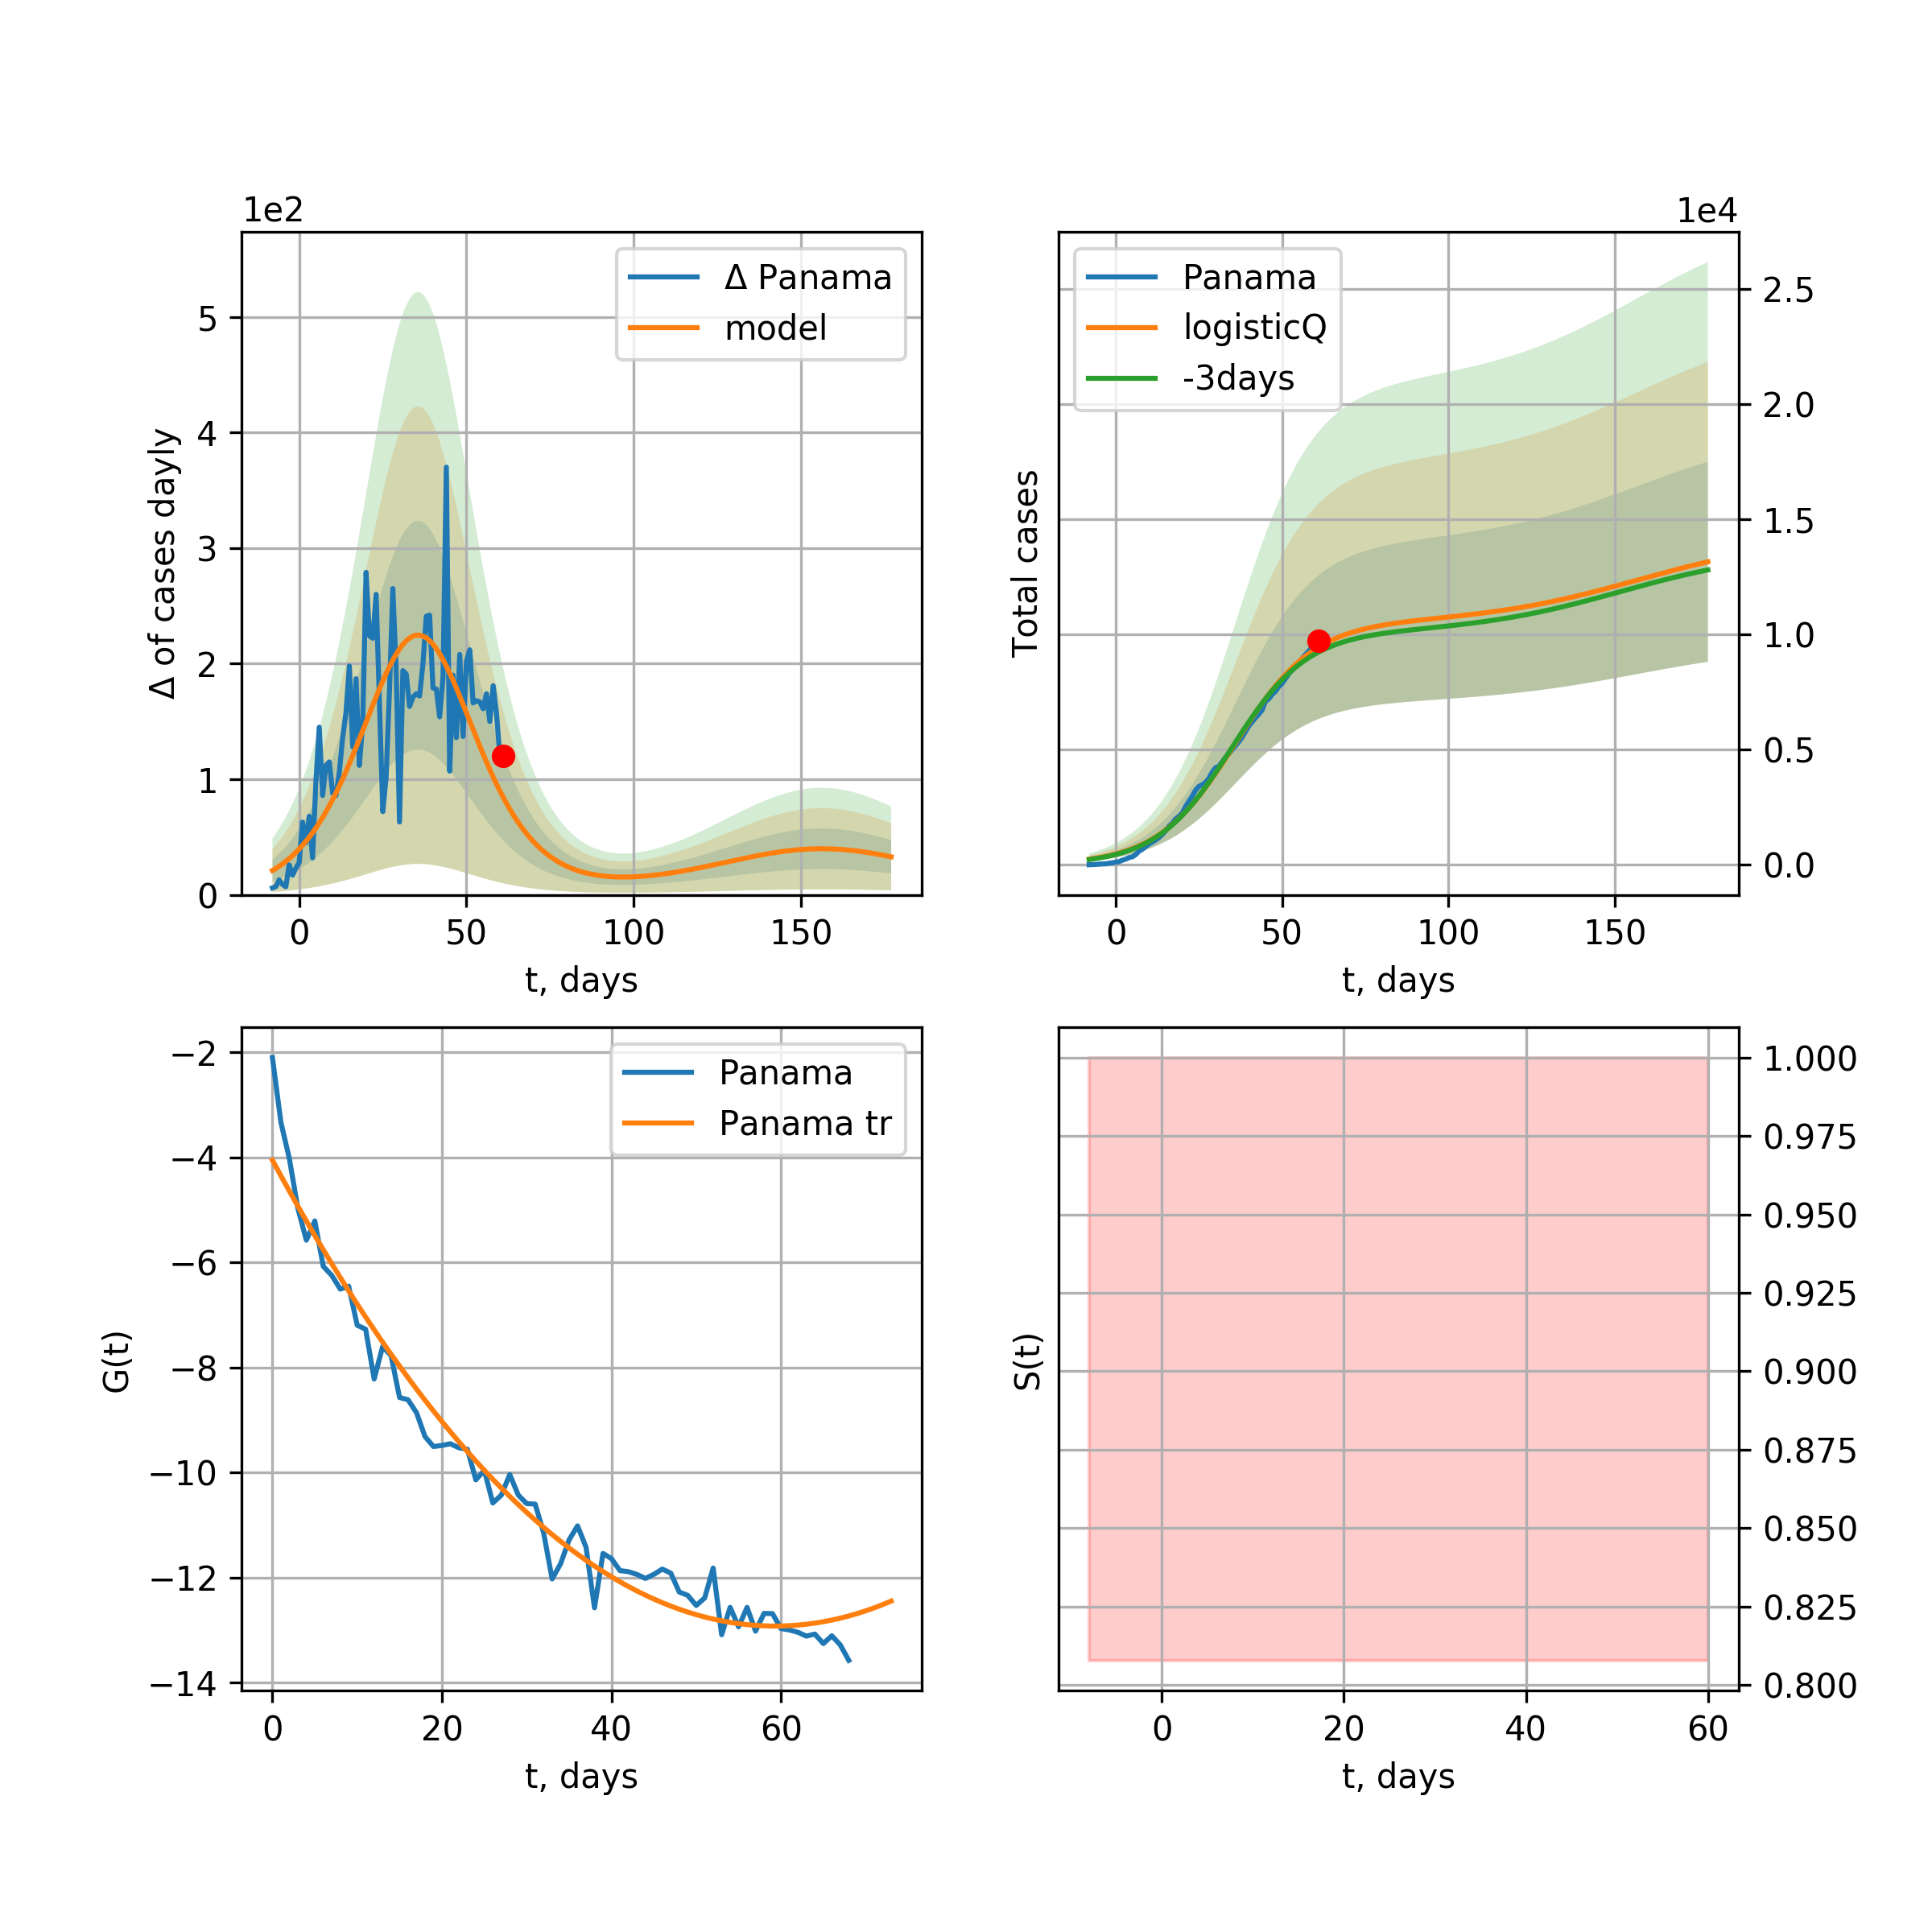 1e2
Δ of cases dayly
5
4
3
2
1
0
Δ Panama
model
0 50 100 150
t, days
1e4
Total cases
Panama
logisticQ
-3days
2.5
2.0
1.5
1.0
0.5
0.0
0 50 100 150
t, days
G(t)
−2
−4
−6
−8
−10
−12
−14
Panama
Panama tr
0 20 40 60
t, days
S(t)
1.000
0.975
0.950
0.925
0.900
0.875
0.850
0.825
0.800
0 20 40 60
t, days